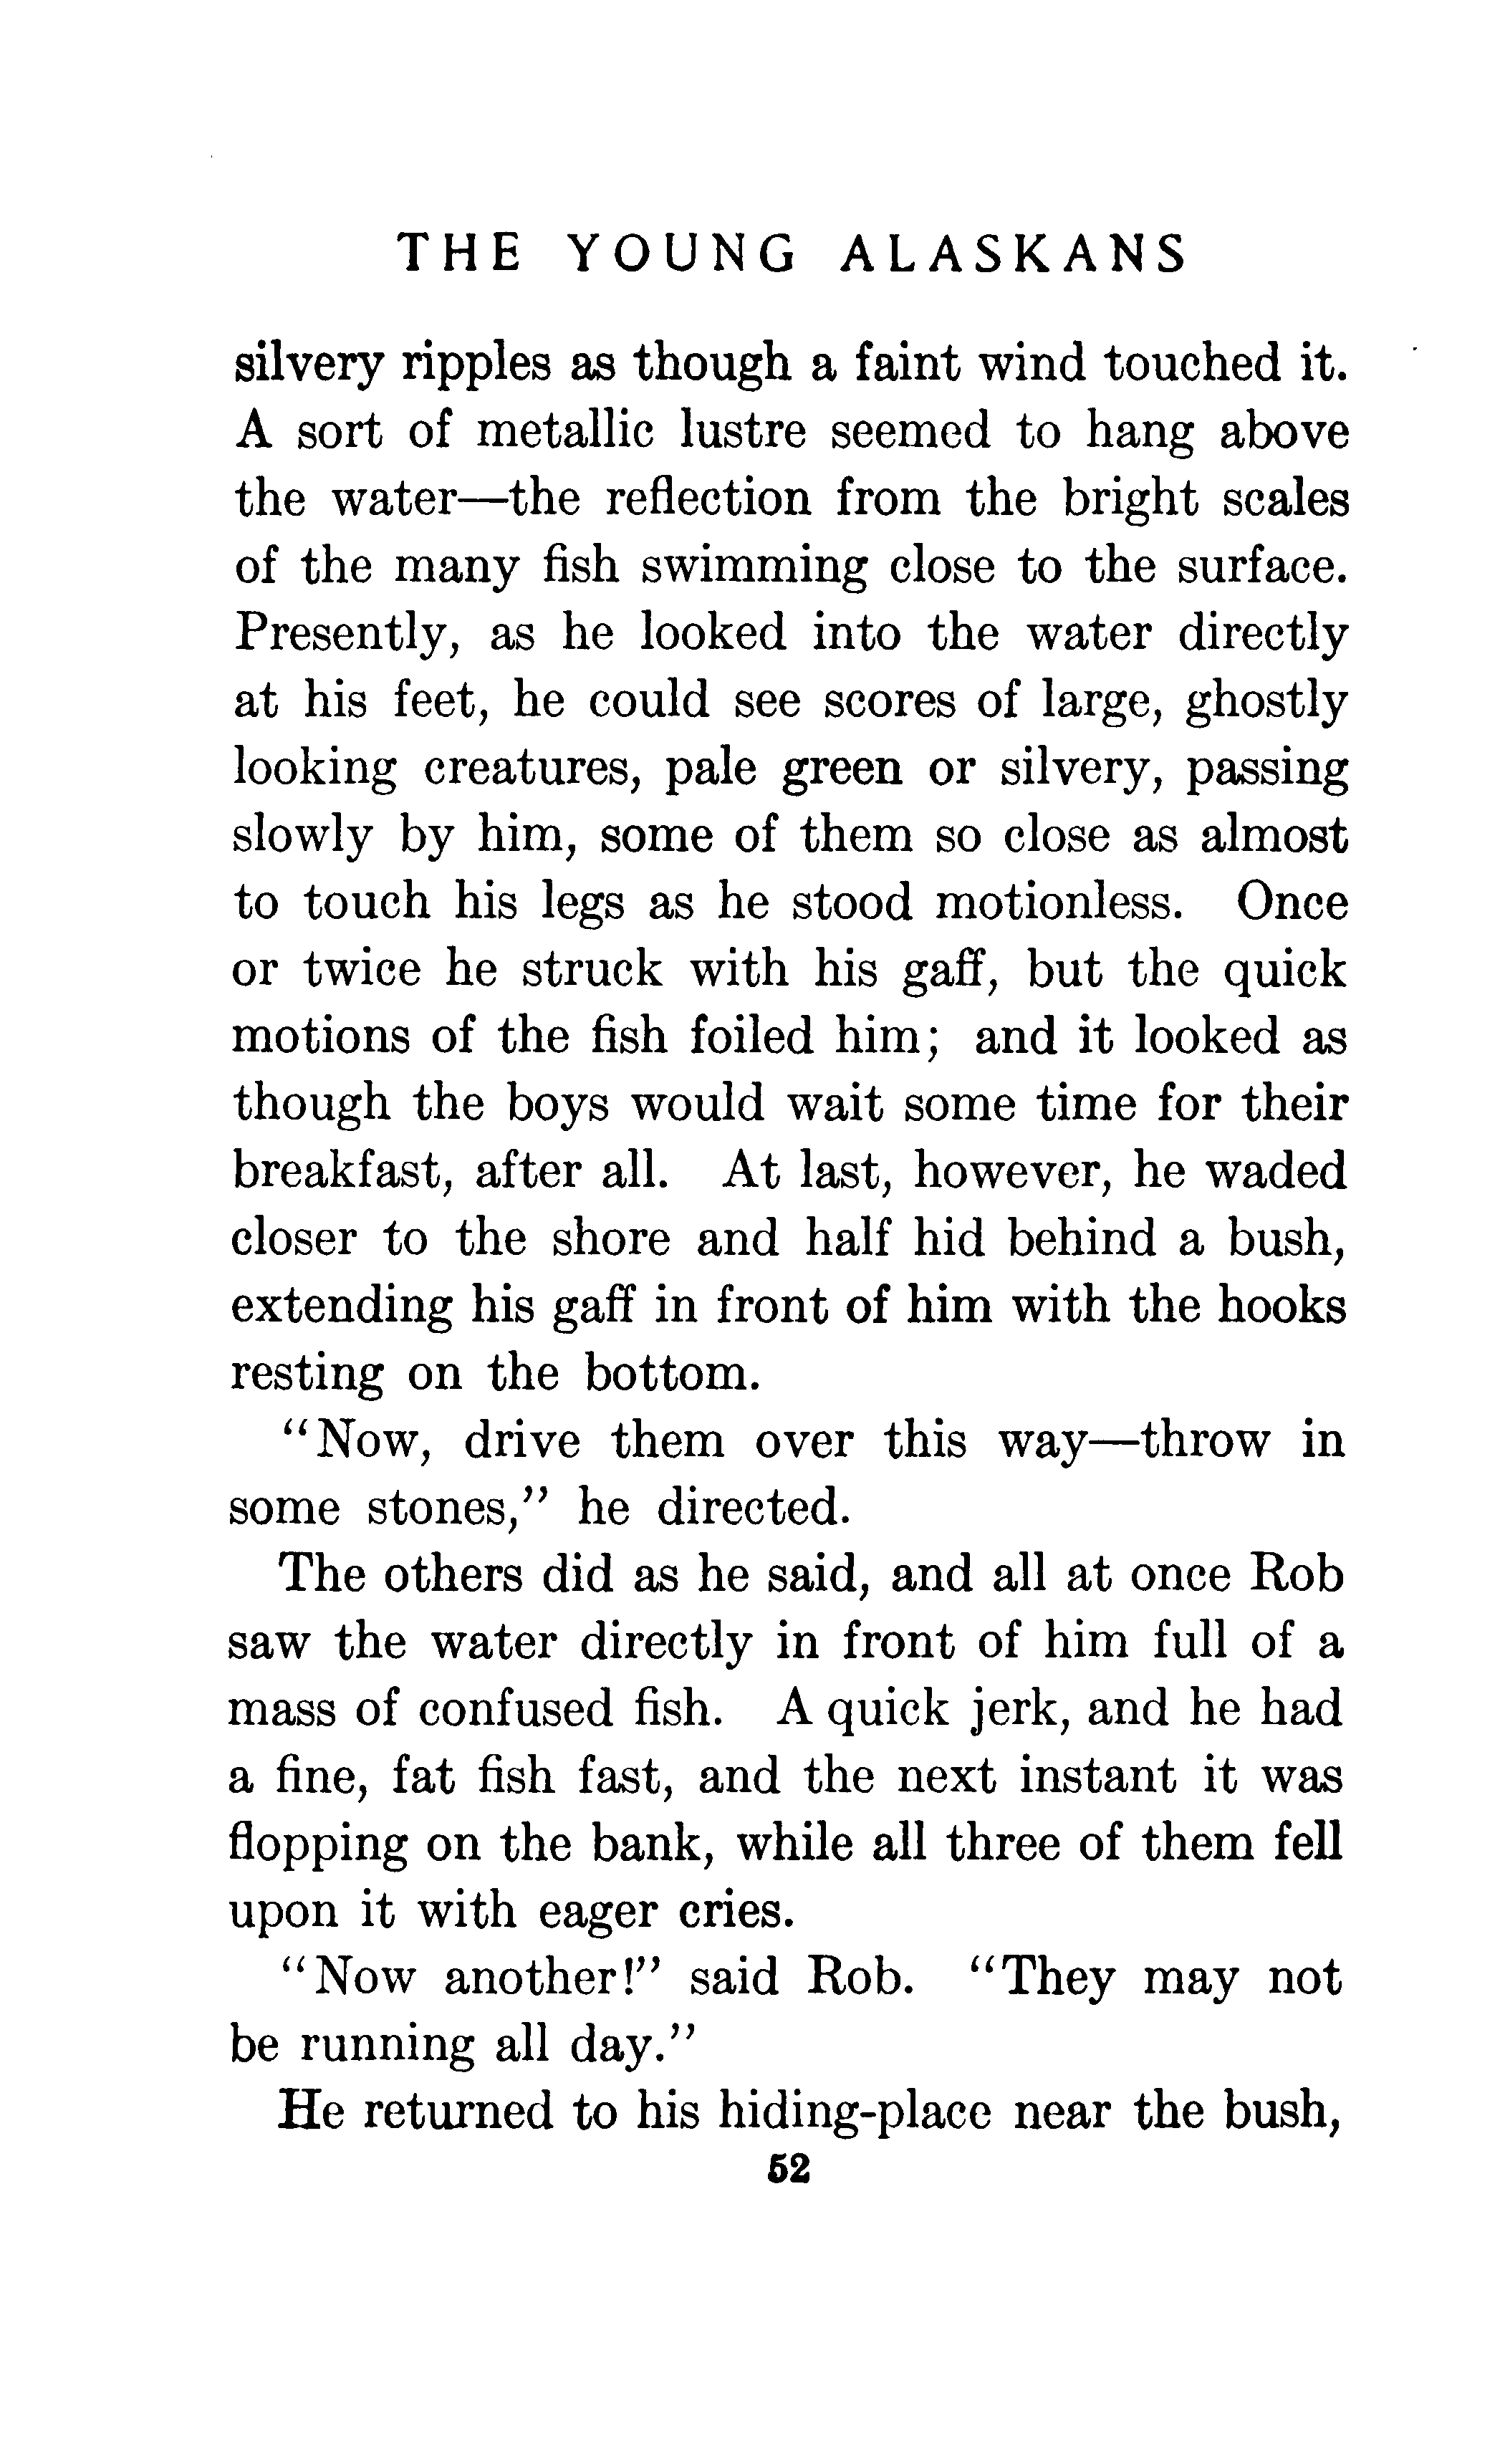 THE YOUNG ALASKANS
silvery ripples as though a faint wind touched it.
A sort of metallic lustre seemed to hang above
the water—the reflection from the bright scales
of the many fish swimming close to the surface.
Presently, as he looked into the water directly
at his feet, he could see scores of large, ghostly
looking creatures, pale green or silvery, passing
slowly by him, some of them so close as almost
to touch his legs as he stood motionless. Once
or twice he struck with his gaff, but the quick
motions of the fish foiled him; and it looked as
though the boys would wait some time for their
breakfast, after all. At last, however, he waded
closer to the shore and half hid behind a bush,
extending his gaff in front of him with the hooks
resting on the bottom.
“Now, drive them over this way—throw in
some stones,” he directed.
The others did as he said, and all at once Rob
saw the water directly in front of him full of a
mass of confused fish. A quick jerk, and he had
a fine, fat fish fast, and the next instant it was
flopping on the bank, while all three of them fell
upon it with eager cries.
“Now another!” said Rob. “They may not
be running all day.”
He returned to his hiding-place near the bush,
52